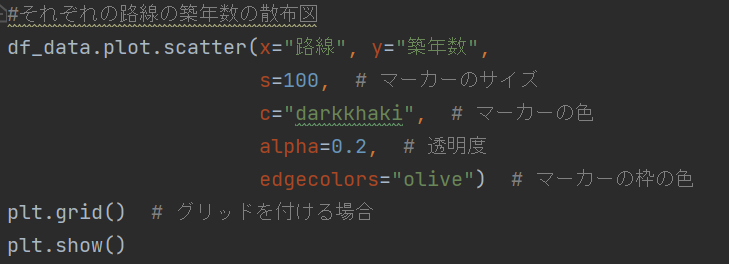 #それぞれの路線の築年数の散布図
df_data.plot.scatter(x="路線", y="築年数",
s=100,  # マーカーのサイズ
c="darkkhaki",  # マーカーの色
alpha=0.2,  # 透明度
edgecolors="olive")  # マーカーの枠の色
plt.grid()  # グリッドを付ける場合
plt.show()